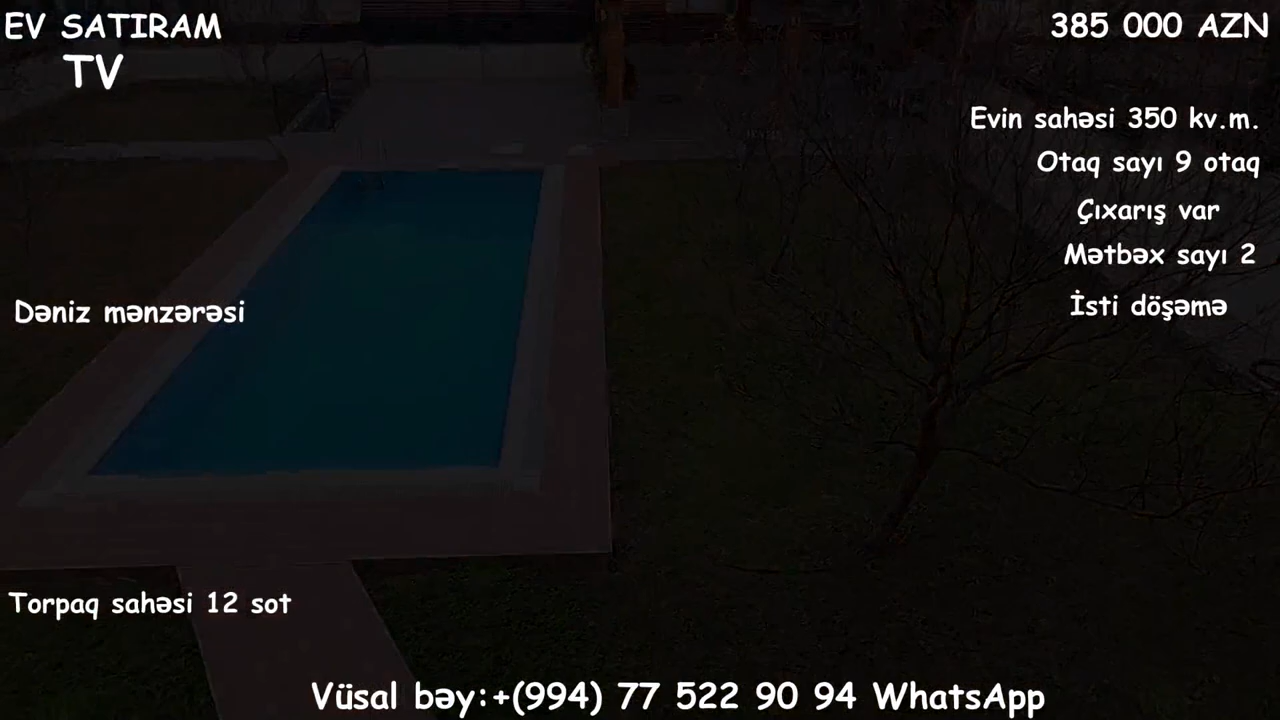 EV SATIRAM
TV
385 000 AZN
Evin sahəsi 350 kv.m.
Otaq sayı 9 otaq
Çıxarış var
Mətbəx sayı 2
İsti döşəmə
Dəniz mənzərəsi
Torpaq sahəsi 12 sot
Vüsal bəy:+(994) 77 522 90 94 WhatsApp